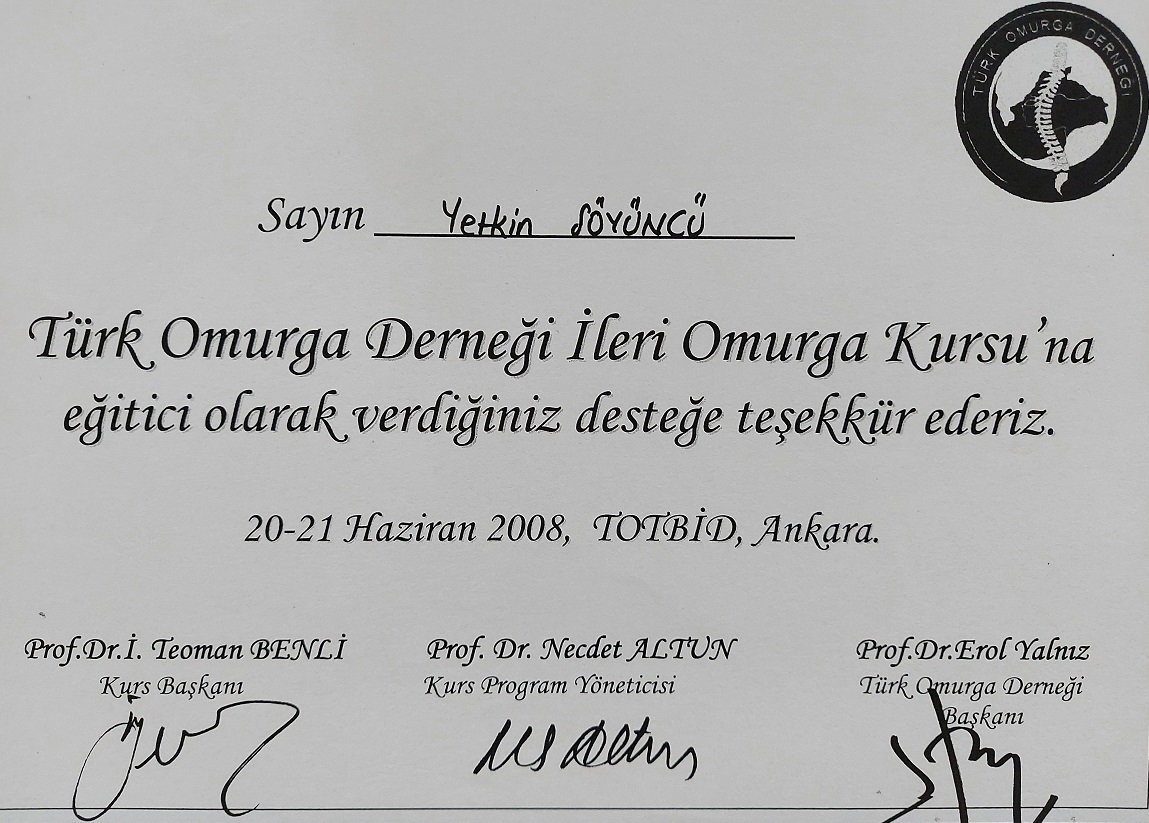 TÜRK OMURGA DERNEĞİ
Sayın Yetkin SÖYÜNCÜ
Türk Omurga Derneği İleri Omurga Kursu'na
eğitici olarak verdiğiniz desteğe teşekkür ederiz.
20-21 Haziran 2008, TOTBİD, Ankara.
Prof.Dr.İ. Teoman BENLİ Prof. Dr. Necdet ALTUN Prof.Dr.Erol Yalnız
Kurs Başkanı Kurs Program Yöneticisi Türk Omurga Derneği
Başkanı